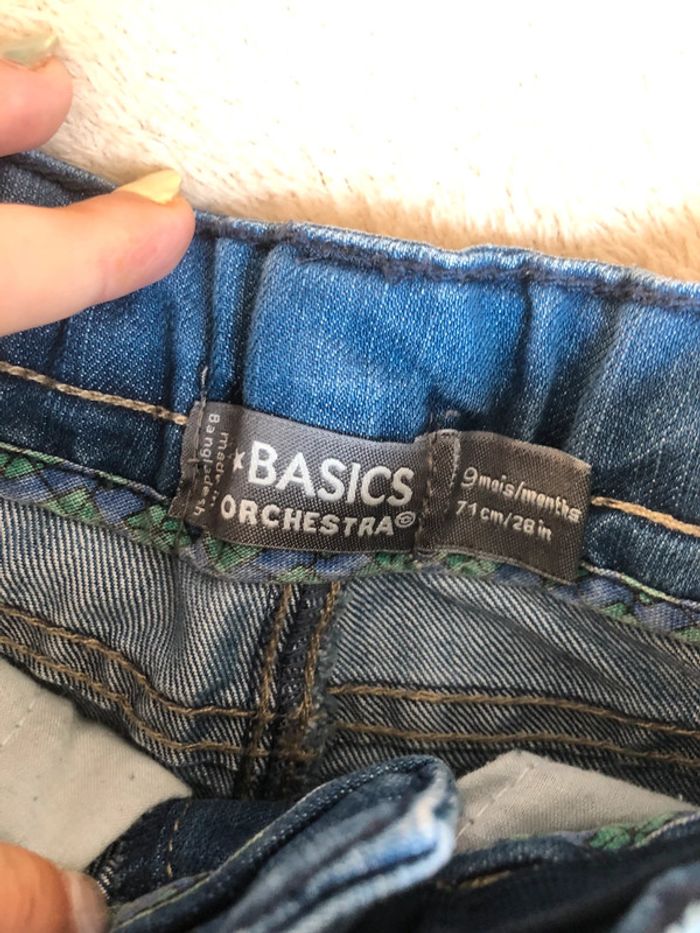 made in
Bangladesh
BASICS
ORCHESTRA©
9 mois/months
71 cm/28 in